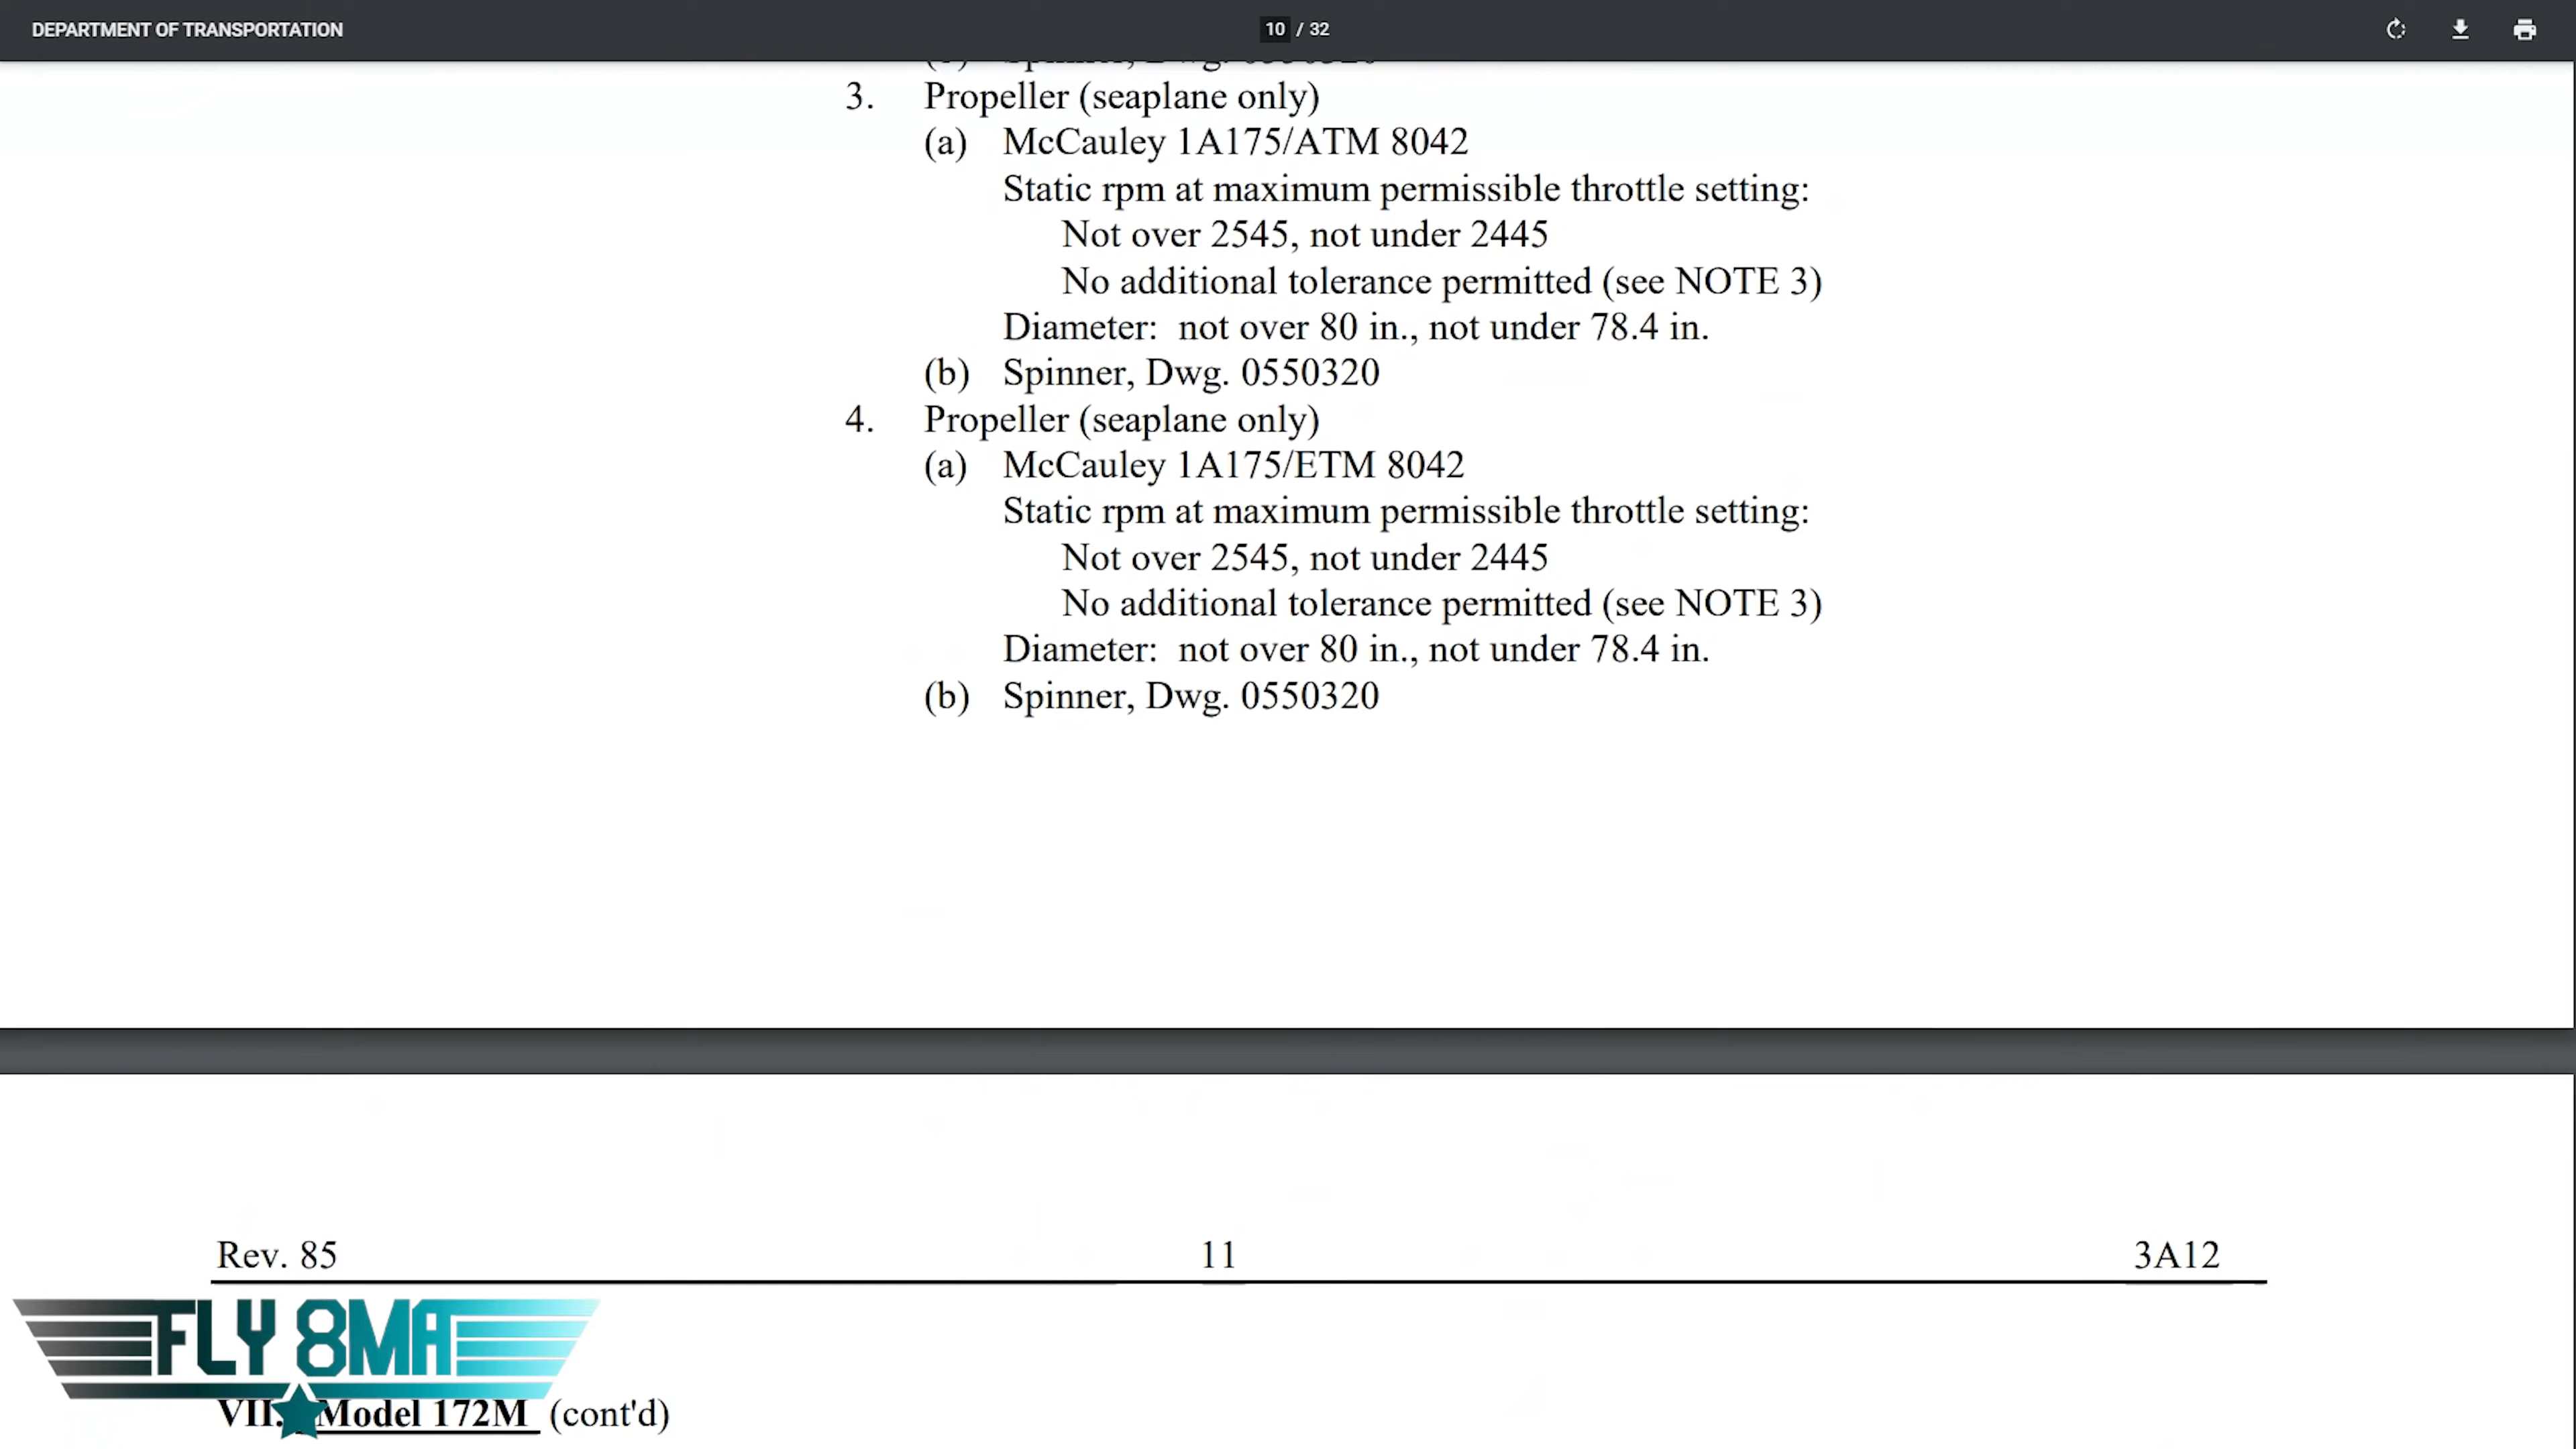 DEPARTMENT OF TRANSPORTATION
10 / 32
3. Propeller (seaplane only)
(a) McCauley 1A175/ATM 8042
Static rpm at maximum permissible throttle setting:
Not over 2545, not under 2445
No additional tolerance permitted (see NOTE 3)
Diameter: not over 80 in., not under 78.4 in.
(b) Spinner, Dwg. 0550320
4. Propeller (seaplane only)
(a) McCauley 1A175/ETM 8042
Static rpm at maximum permissible throttle setting:
Not over 2545, not under 2445
No additional tolerance permitted (see NOTE 3)
Diameter: not over 80 in., not under 78.4 in.
(b) Spinner, Dwg. 0550320
Rev. 85 11 3A12
FLY 8MA
VII. Model 172M (cont'd)